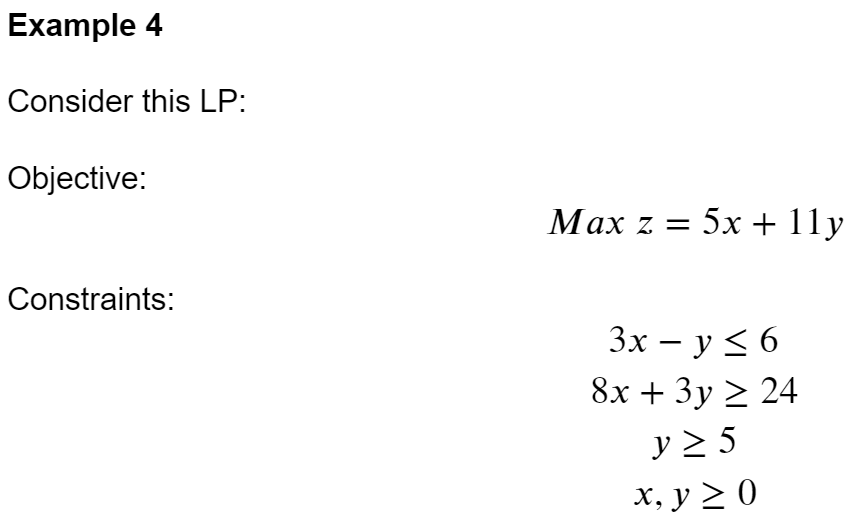 Example 4
Consider this LP:
Objective:
Max z = 5x + 11y
Constraints:
3x − y ≤ 6
8x + 3y ≥ 24
y ≥ 5
x, y ≥ 0